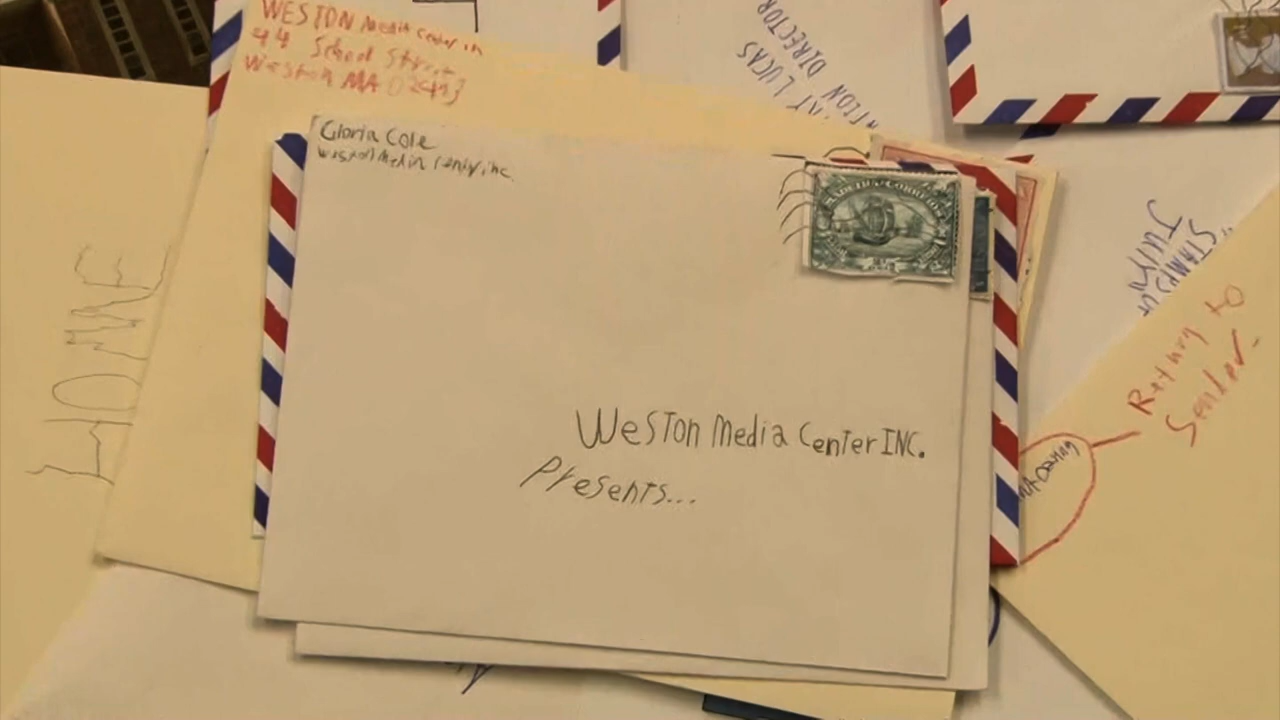 WESTON Media Center in
44 School Street
Weston MA
Gloria Cole
Weston Media Center, inc.
Weston Media Center INC.
Presents...
HOME
LUCAS
DIRECTOR
STAMPS
Return to
Sender.